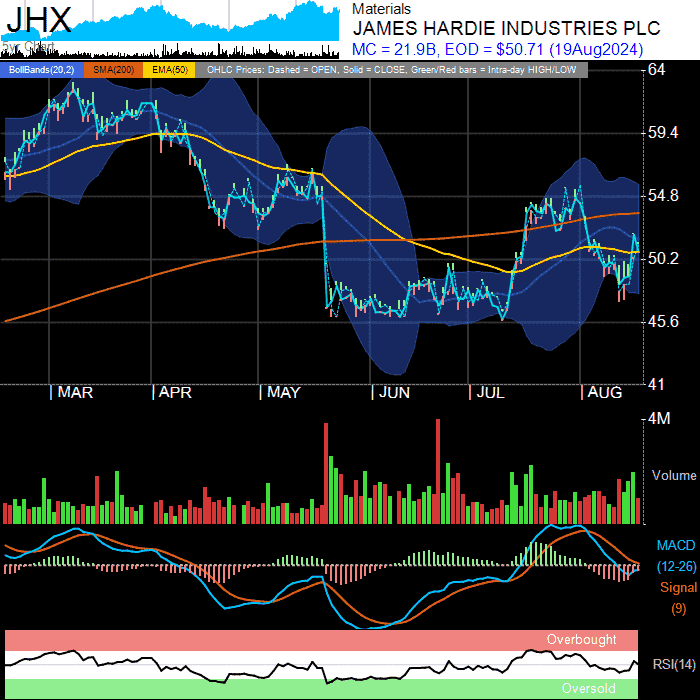 JHX
5yr Chart
Materials
JAMES HARDIE INDUSTRIES PLC
MC = 21.9B, EOD = $50.71 (19Aug2024)
BollBands(20,2) SMA(200) EMA(50) OHLC Prices: Dashed = OPEN, Solid = CLOSE, Green/Red bars = Intra-day HIGH/LOW
64
59.4
54.8
50.2
45.6
41
MAR APR MAY JUN JUL AUG
4M
Volume
MACD
(12-26)
Signal
(9)
Overbought
RSI(14)
Oversold